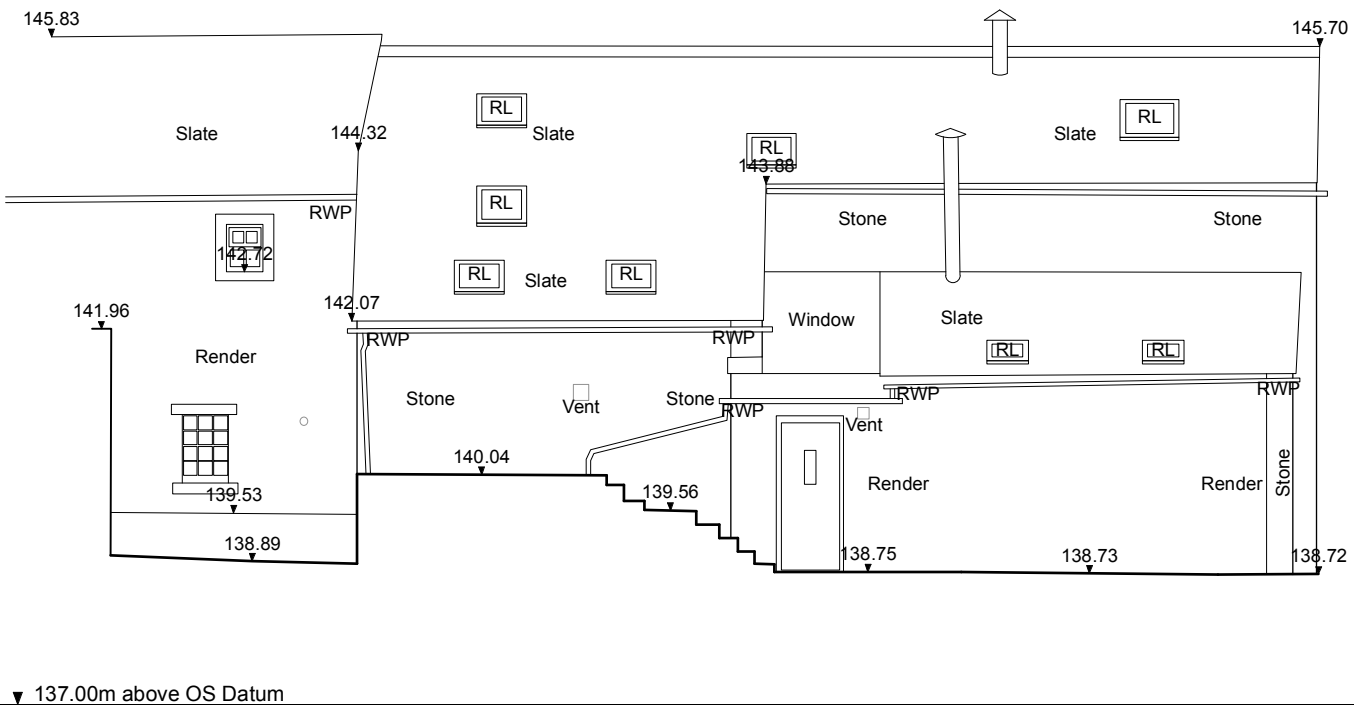 145.83
145.70
RL
RL
Slate
144.32
Slate
RL
Slate
143.88
RL
RWP
Stone
Stone
142.72
RL
RL
Slate
142.07
141.96
Window
Slate
RWP
RWP
RL
RL
Render
Stone
Vent
Stone
RWP
RWP
RWP
Vent
140.04
Render
Render
Stone
139.53
139.56
138.89
138.75
138.73
138.72
137.00m above OS Datum